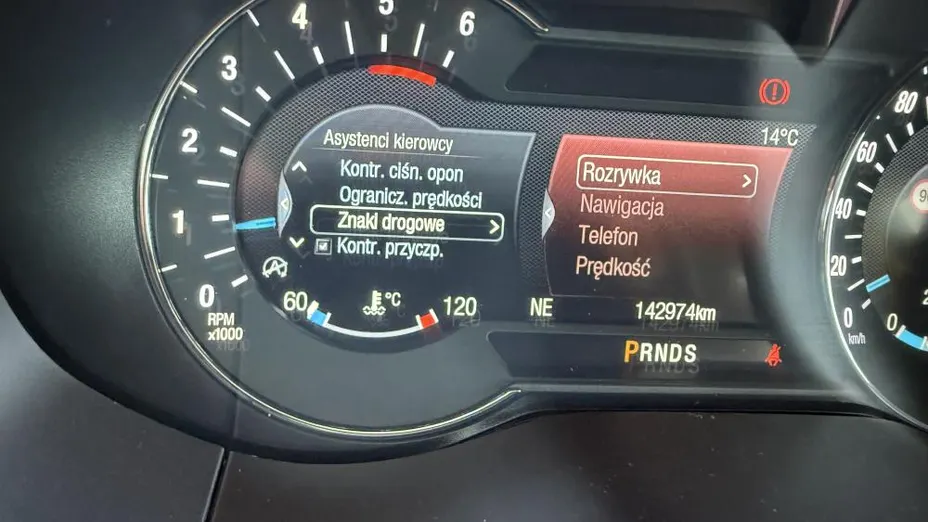 0
1
2
3
4
5
6
RPM
x1000
Asystenci kierowcy
Kontr. ciśn. opon
Ogranicz. prędkości
Znaki drogowe
Kontr. przyczp.
60
°C
120
14°C
Rozrywka
Nawigacja
Telefon
Prędkość
NE
142974km
PRNDS
80
60
40
20
0
km/h
0